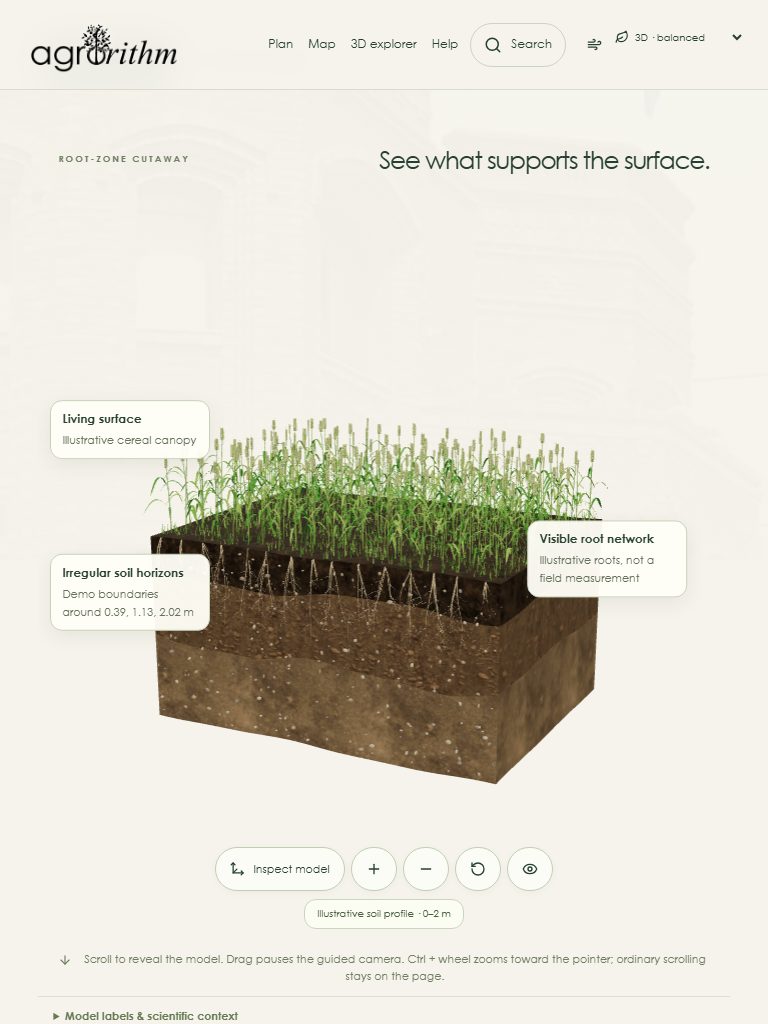 agrorithm
Plan Map 3D explorer Help Search 3D · balanced
ROOT-ZONE CUTAWAY
See what supports the surface.
Living surface
Illustrative cereal canopy
Irregular soil horizons
Demo boundaries
around 0.39, 1.13, 2.02 m
Visible root network
Illustrative roots, not a
field measurement
Inspect model
Illustrative soil profile · 0–2 m
Scroll to reveal the model. Drag pauses the guided camera. Ctrl + wheel zooms toward the pointer; ordinary scrolling
stays on the page.
Model labels & scientific context